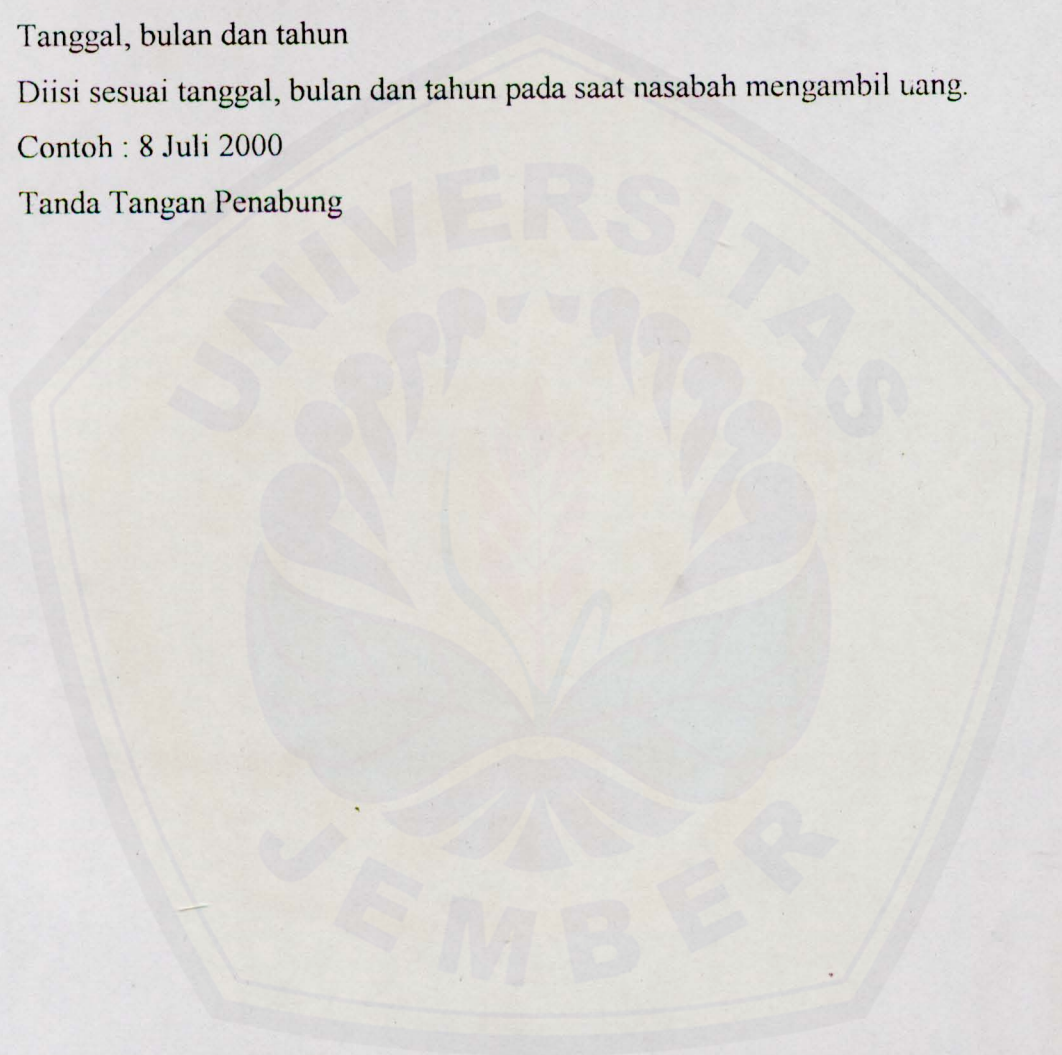 Tanggal, bulan dan tahun
Diisi sesuai tanggal, bulan dan tahun pada saat nasabah mengambil uang.
Contoh : 8 Juli 2000
Tanda Tangan Penabung
UNIVERSITAS
JEMBER